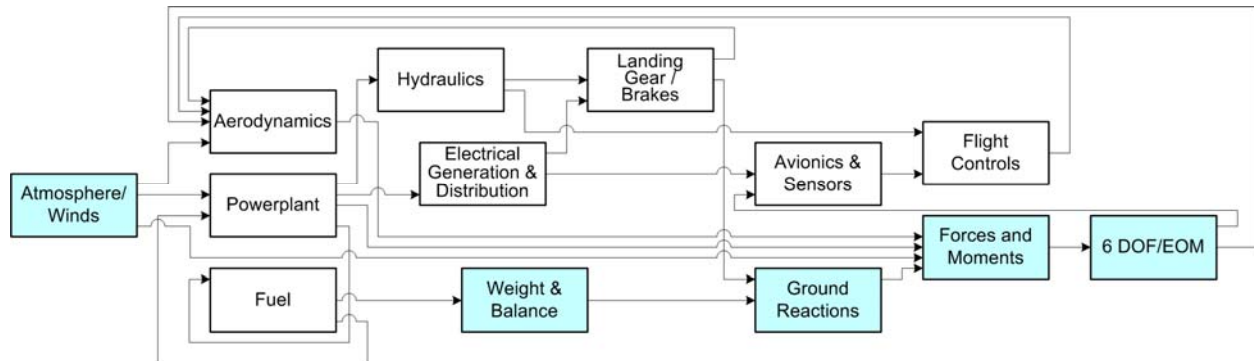 Hydraulics
Landing
Gear /
Brakes
Aerodynamics
Electrical
Generation &
Distribution
Avionics &
Sensors
Flight
Controls
Atmosphere/
Winds
Powerplant
Forces and
Moments
6 DOF/EOM
Fuel
Weight &
Balance
Ground
Reactions